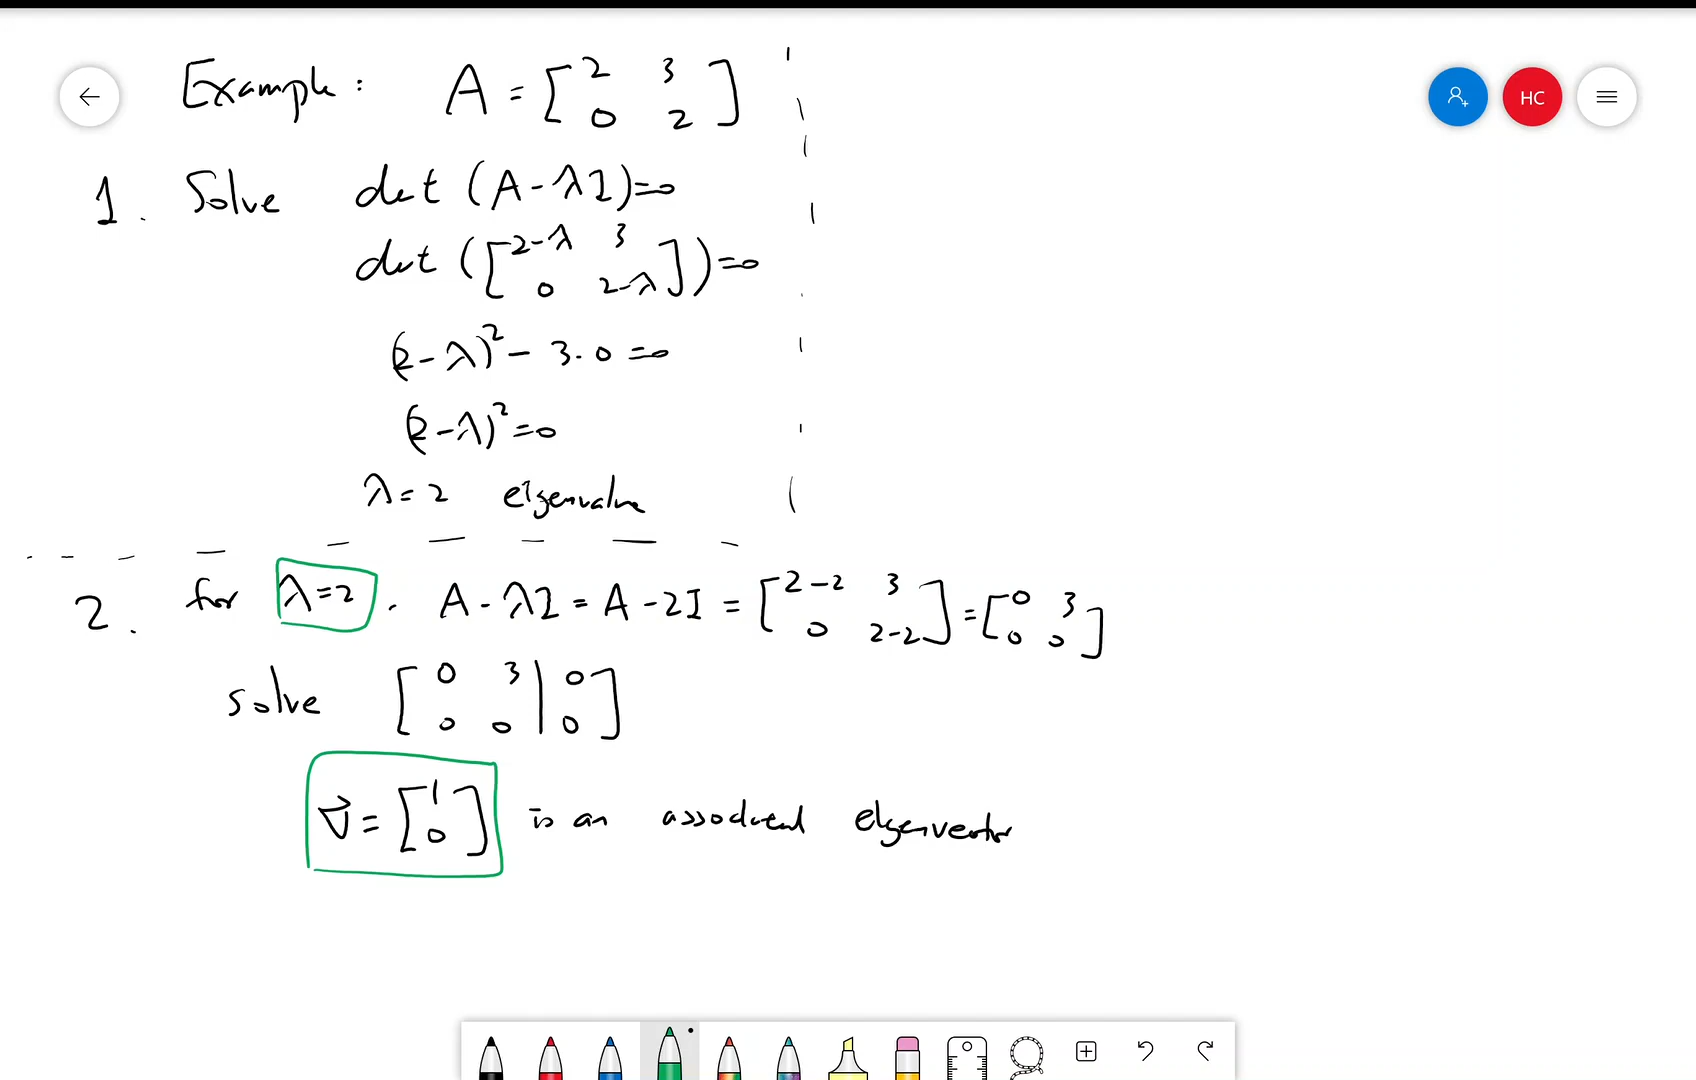 Example: A = [2 3; 0 2]
1. Solve det (A - λI)=0
det ([2-λ 3; 0 2-λ])=0
(2-λ)² - 3·0 =0
(2-λ)²=0
λ=2 eigenvalue
2. for λ=2. A - λI = A - 2I = [2-2 3; 0 2-2] = [0 3; 0 0]
solve [0 3 | 0; 0 0 | 0]
v⃗ = [1; 0] is an associated eigenvector
HC